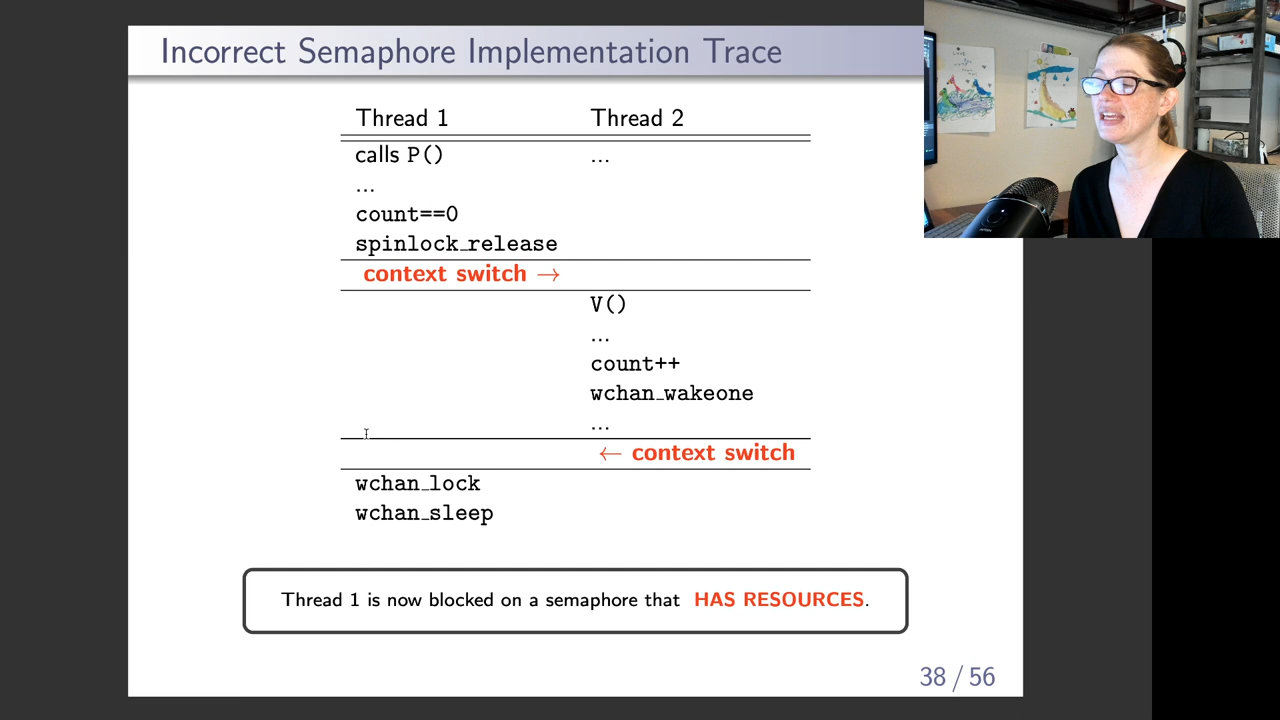 Incorrect Semaphore Implementation Trace
Thread 1 Thread 2
calls P() ...
...
count==0
spinlock_release
context switch →
V()
...
count++
wchan_wakeone
...
← context switch
wchan_lock
wchan_sleep
Thread 1 is now blocked on a semaphore that HAS RESOURCES.
38 / 56